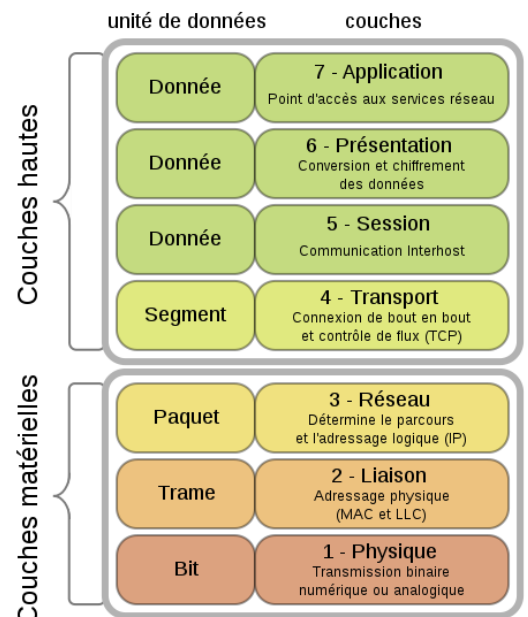 unité de données
couches
Couches hautes
Donnée
7 - Application
Point d'accès aux services réseau
Donnée
6 - Présentation
Conversion et chiffrement
des données
Donnée
5 - Session
Communication Interhost
Segment
4 - Transport
Connexion de bout en bout
et contrôle de flux (TCP)
Couches matérielles
Paquet
3 - Réseau
Détermine le parcours
et l'adressage logique (IP)
Trame
2 - Liaison
Adressage physique
(MAC et LLC)
Bit
1 - Physique
Transmission binaire
numérique ou analogique